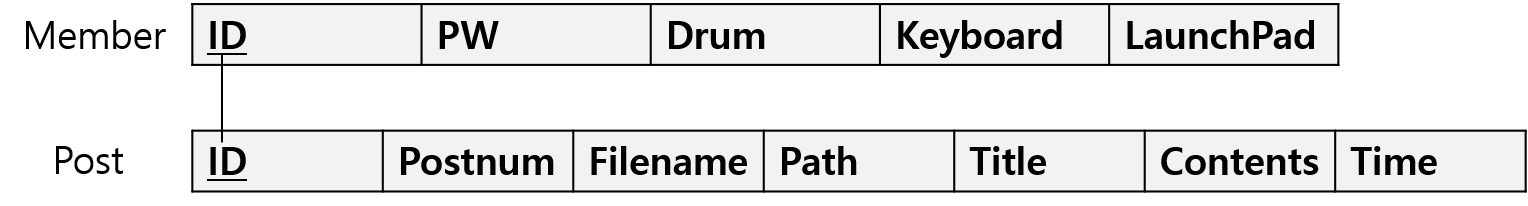 Member ID PW Drum Keyboard LaunchPad
Post ID Postnum Filename Path Title Contents Time